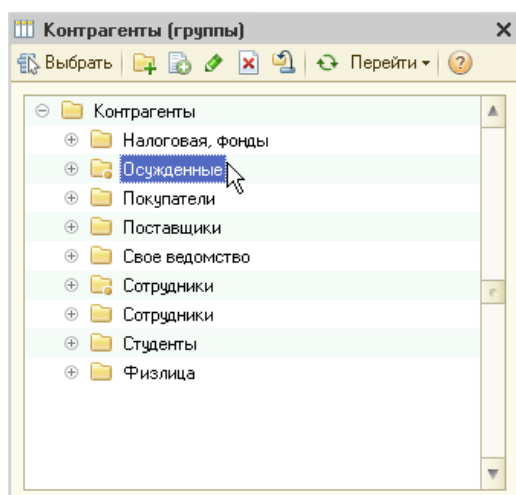 Контрагенты (группы)
Выбрать Перейти
Контрагенты
Налоговая, фонды
Осужденные
Покупатели
Поставщики
Свое ведомство
Сотрудники
Сотрудники
Студенты
Физлица